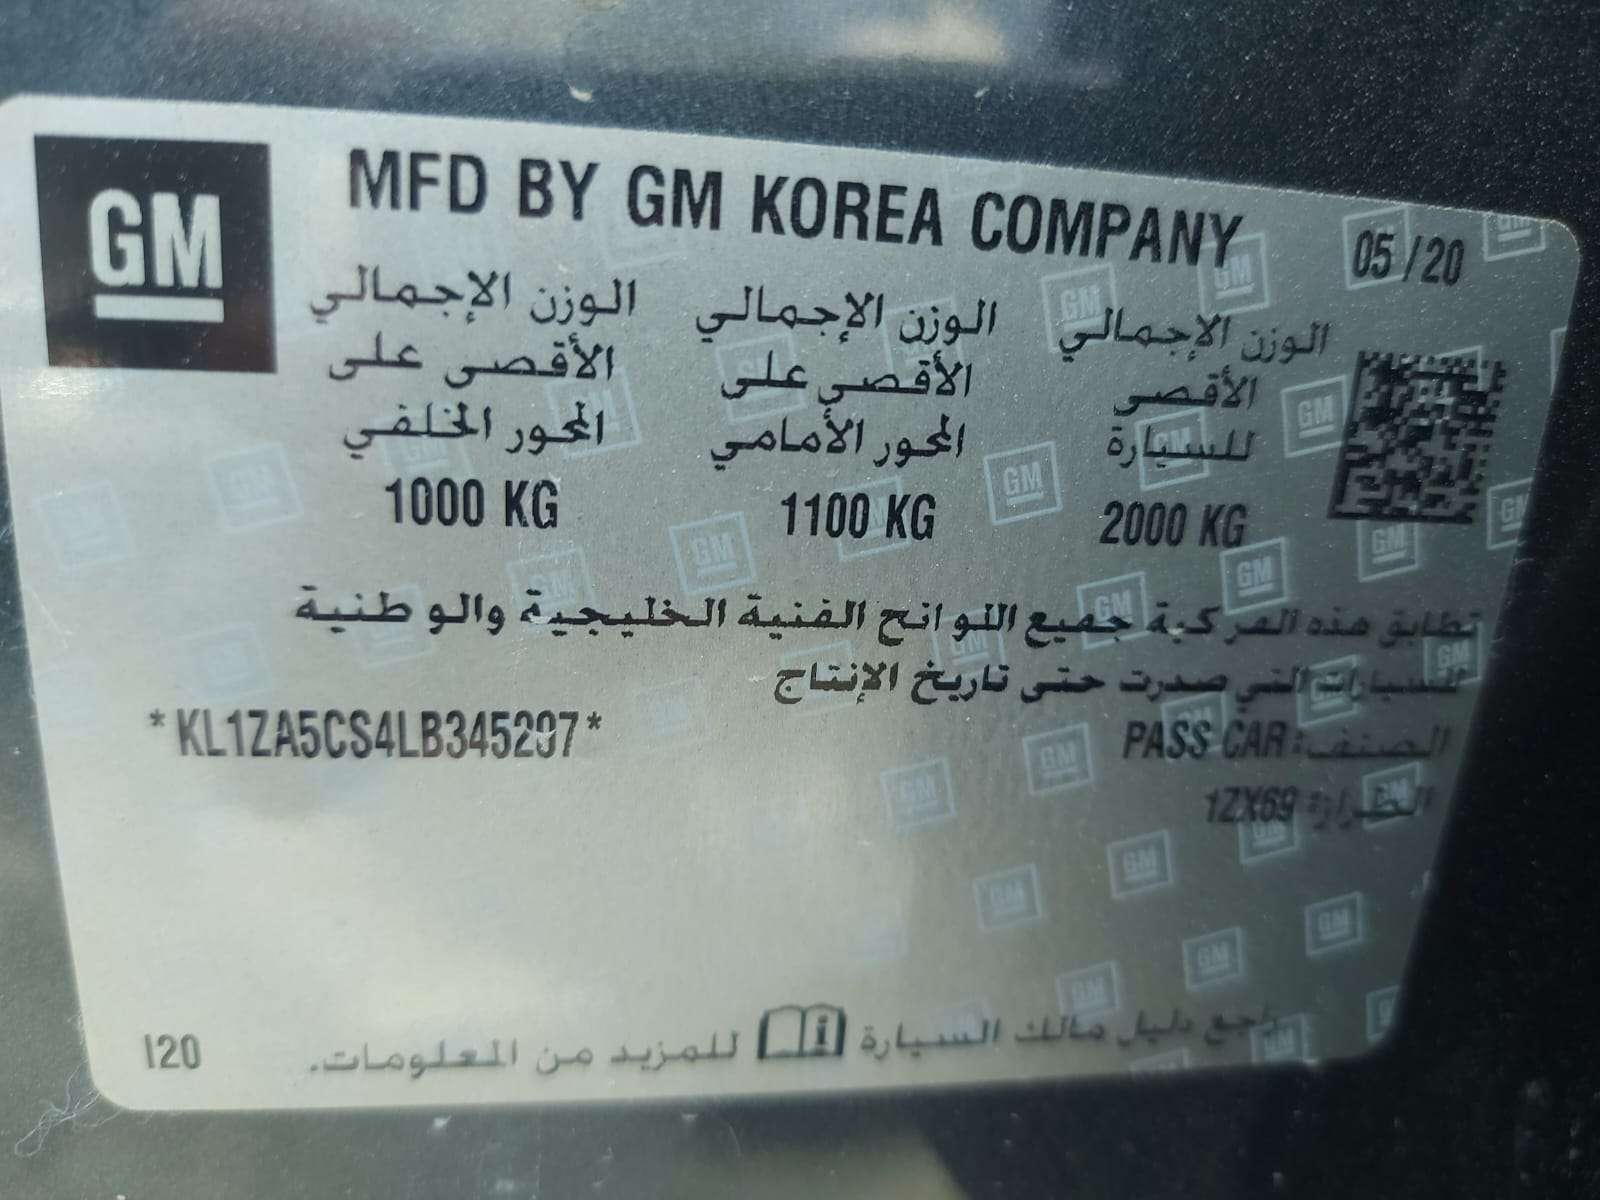 GM
MFD BY GM KOREA COMPANY
05/20
الوزن الإجمالي الأقصى للسيارة
2000 KG
الوزن الإجمالي الأقصى على المحور الأمامي
1100 KG
الوزن الإجمالي الأقصى على المحور الخلفي
1000 KG
تطابق هذه المركبة جميع اللوائح الفنية الخليجية والوطنية
للسيارات التي صدرت حتى تاريخ الإنتاج
*KL1ZA5CS4LB345207*
الصنف: PASS CAR
الطراز: 1ZX69
راجع دليل مالك السيارة للمزيد من المعلومات.
I20